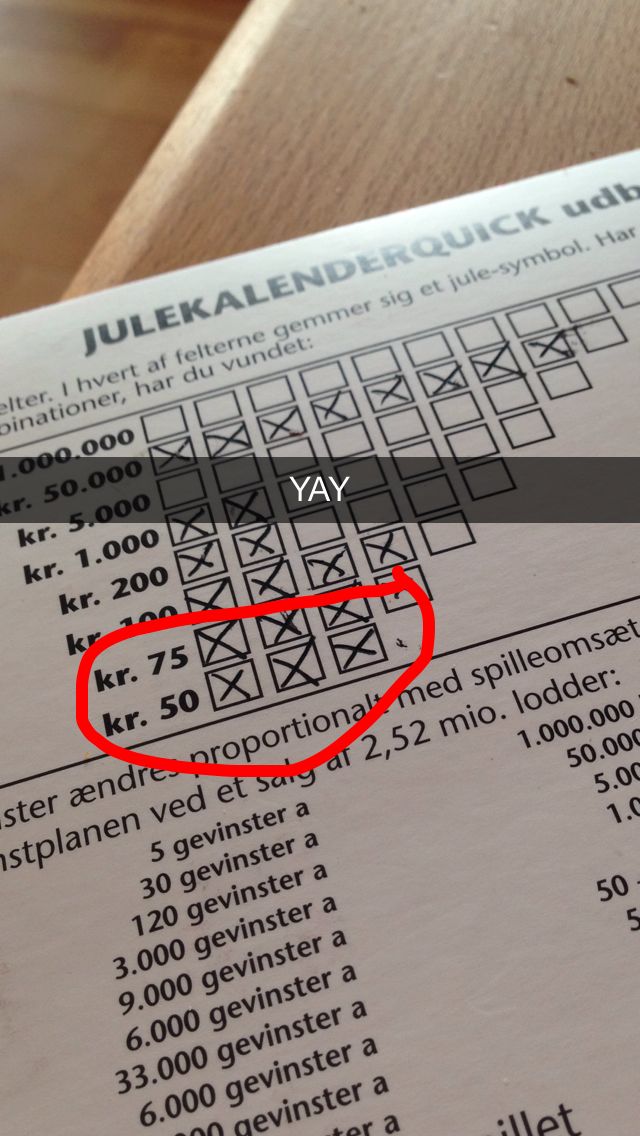 JULEKALENDERQUICK udb
elter. I hvert af felterne gemmer sig et jule-symbol. Har
binationer, har du vundet:
1.000.000
kr. 50.000
kr. 5.000
YAY
kr. 1.000
kr. 200
kr. 100
kr. 75
kr. 50
ster ændres proportionalt med spilleomsæt
nstplanen ved et salg af 2,52 mio. lodder:
5 gevinster a 1.000.000
30 gevinster a 50.000
120 gevinster a 5.00
3.000 gevinster a 1.0
9.000 gevinster a
6.000 gevinster a 50
33.000 gevinster a 5
6.000 gevinster a
000 gevinster a
ter a
illet